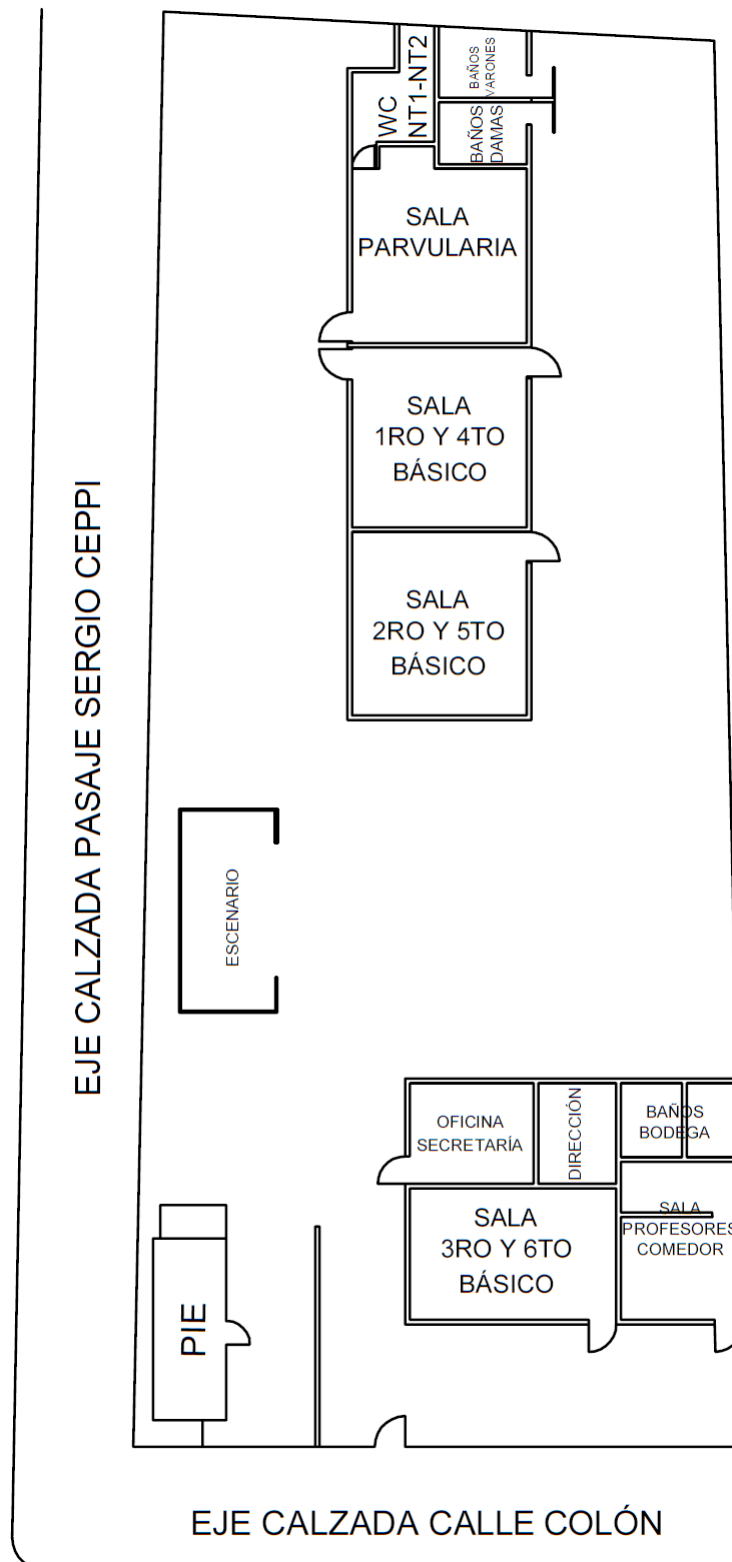 WC
NT1-NT2
BAÑOS
VARONES
BAÑOS
DAMAS
SALA
PARVULARIA
SALA
1RO Y 4TO
BÁSICO
SALA
2RO Y 5TO
BÁSICO
EJE CALZADA PASAJE SERGIO CEPPI
ESCENARIO
OFICINA
SECRETARÍA
DIRECCIÓN
BAÑOS
BODEGA
SALA
3RO Y 6TO
BÁSICO
SALA
PROFESORES
COMEDOR
PIE
EJE CALZADA CALLE COLÓN